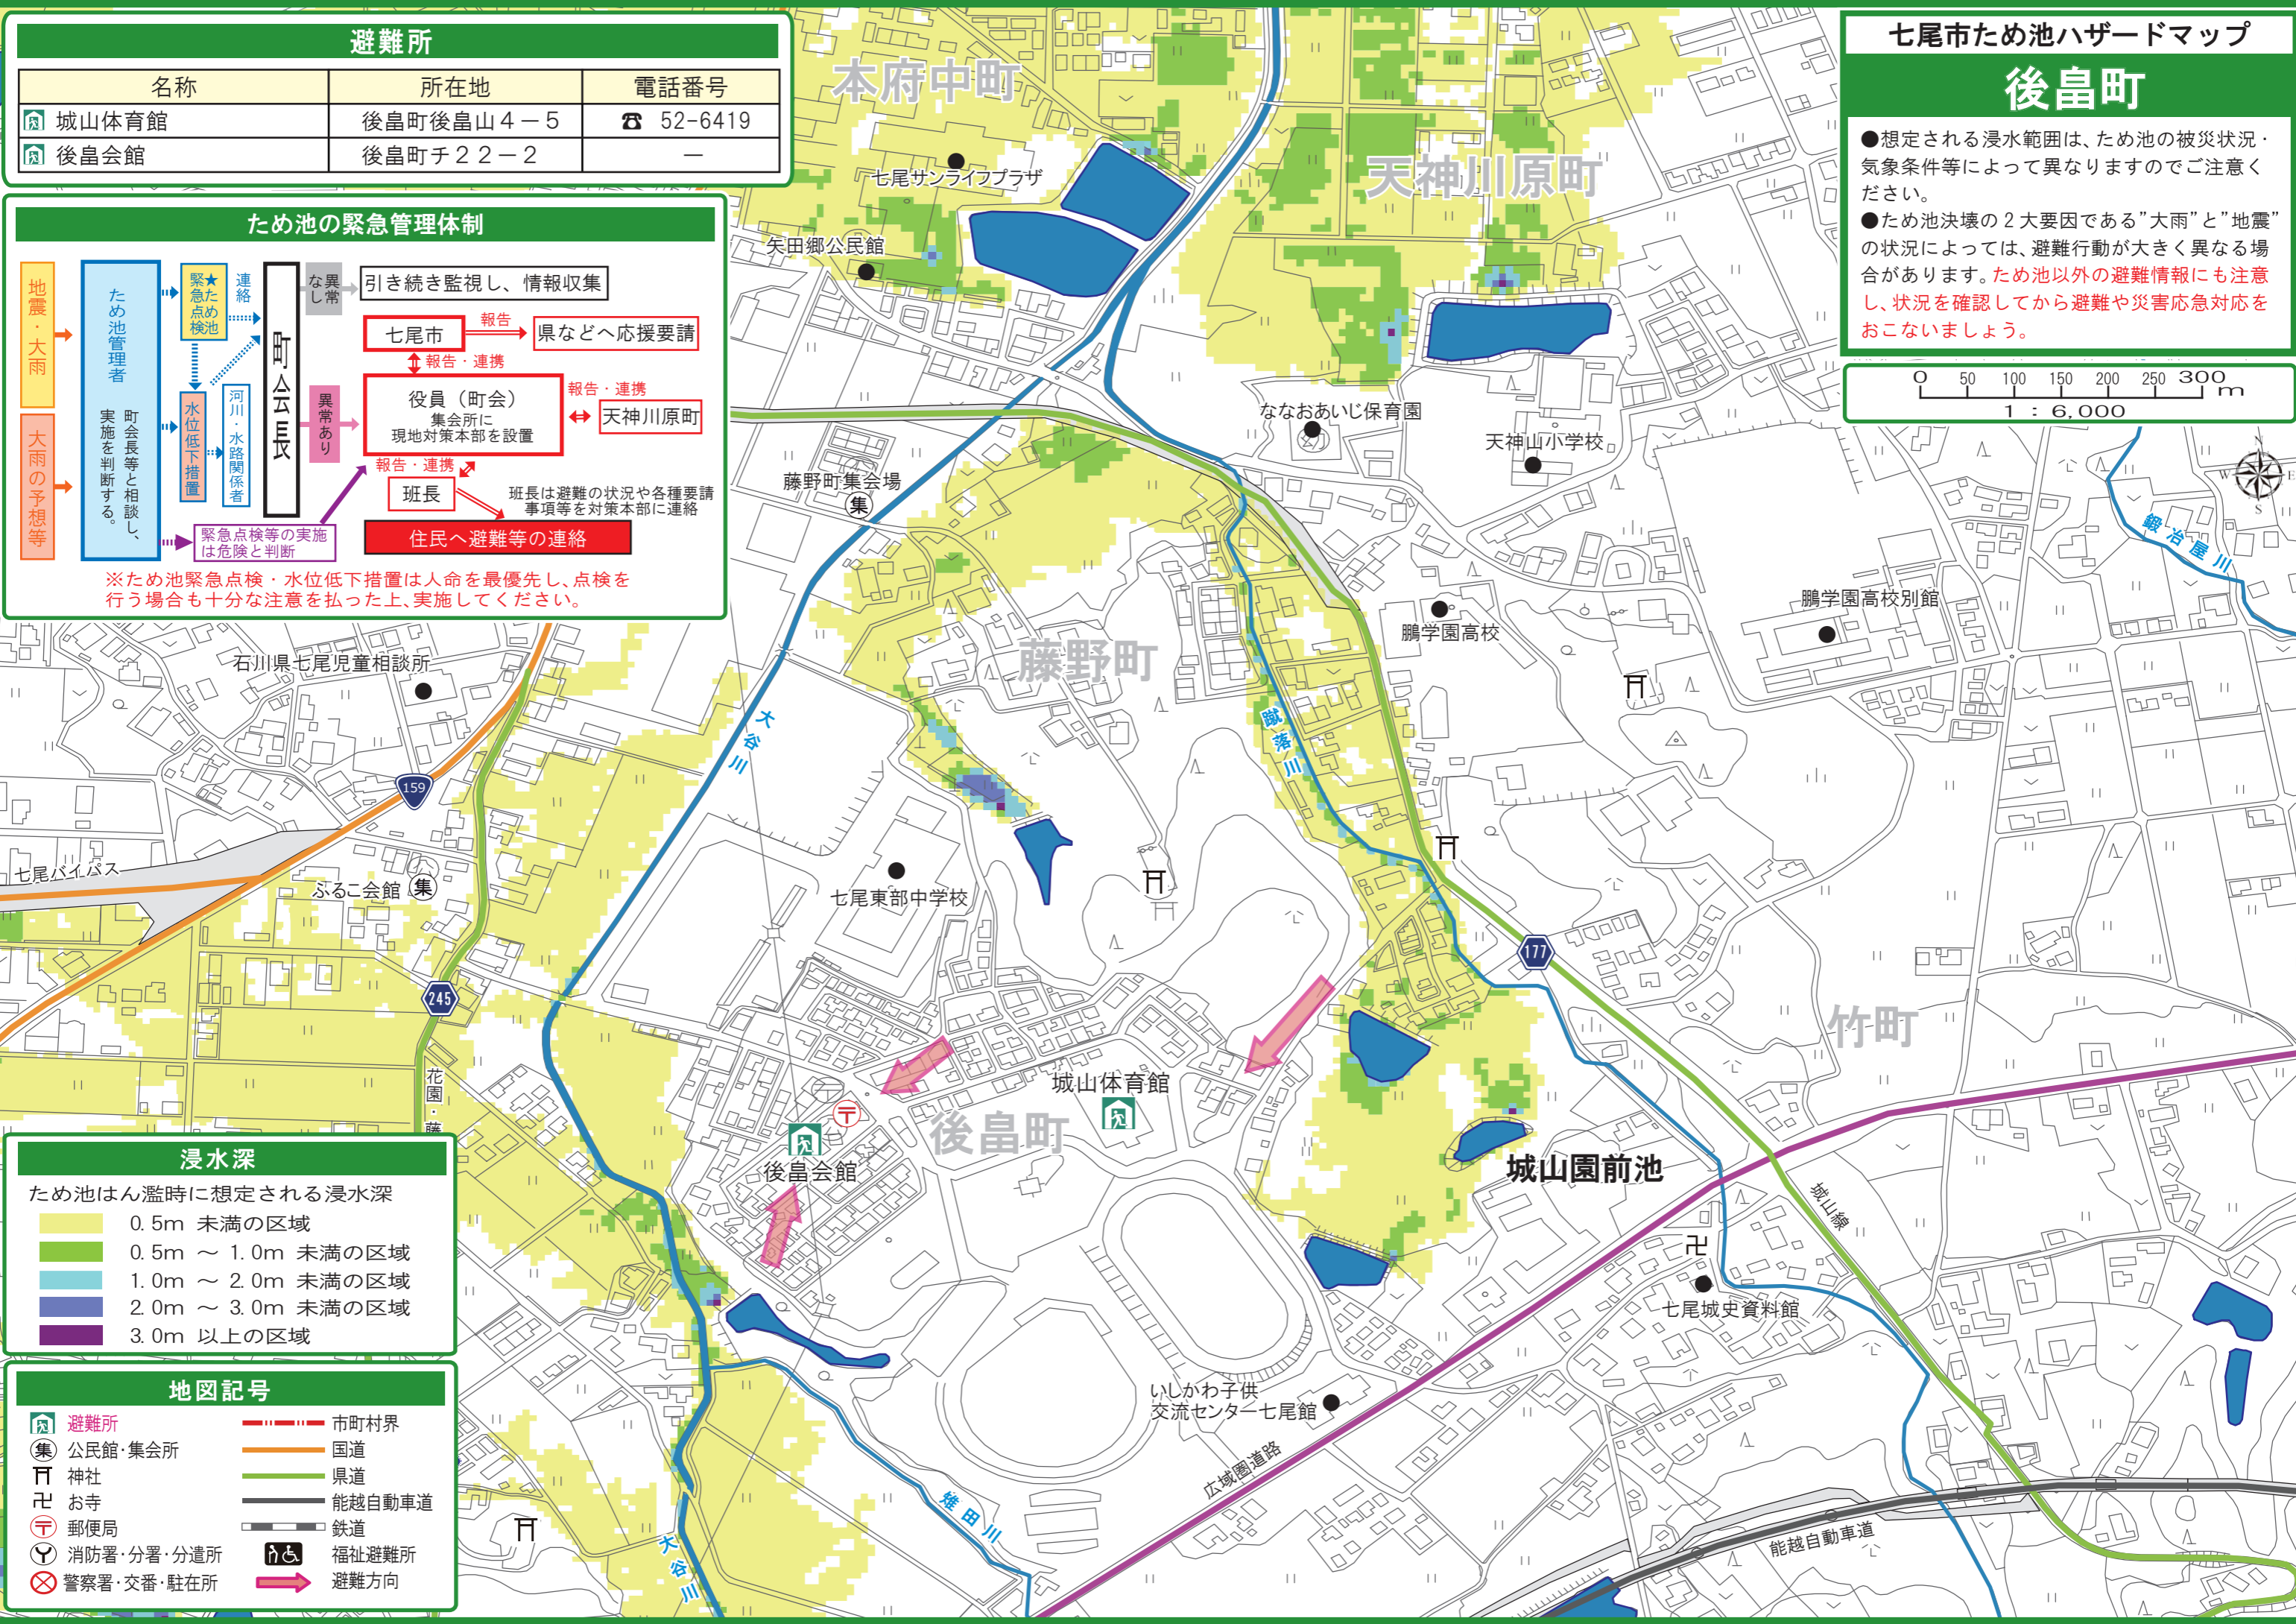 避難所
名称 所在地 電話番号
城山体育館 後畠町後畠山４－５ ☎ 52-6419
後畠会館 後畠町チ２２－２ －
ため池の緊急管理体制
地震・大雨
大雨の予想等
ため池管理者
町会長等と相談し、
実施を判断する。
★ため池
緊急点検
連絡
水位低下措置
河川・水路関係者
町会長
異常
なし
引き続き監視し、情報収集
七尾市
報告
県などへ応援要請
報告・連携
異常あり
役員（町会）
集会所に
現地対策本部を設置
報告・連携
天神川原町
報告・連携
班長
班長は避難の状況や各種要請
事項等を対策本部に連絡
住民へ避難等の連絡
緊急点検等の実施
は危険と判断
※ため池緊急点検・水位低下措置は人命を最優先し、点検を
行う場合も十分な注意を払った上、実施してください。
七尾市ため池ハザードマップ
後畠町
●想定される浸水範囲は、ため池の被災状況・
気象条件等によって異なりますのでご注意く
ださい。
●ため池決壊の２大要因である”大雨”と”地震”
の状況によっては、避難行動が大きく異なる場
合があります。ため池以外の避難情報にも注意
し、状況を確認してから避難や災害応急対応を
おこないましょう。
0 50 100 150 200 250 300
m
1 : 6,000
N
W E
S
本府中町
天神川原町
七尾サンライフプラザ
矢田郷公民館
ななおあいじ保育園
天神山小学校
藤野町集会場
集
鍛冶屋川
鵬学園高校
鵬学園高校別館
藤野町
石川県七尾児童相談所
大谷川
蹴落川
159
七尾バイパス
ふるこ会館
集
七尾東部中学校
245
177
竹町
花園・藤
城山体育館
後畠町
後畠会館
城山園前池
城山線
七尾城史資料館
いしかわ子供
交流センター七尾館
広域圏道路
雄田川
大谷川
能越自動車道
浸水深
ため池はん濫時に想定される浸水深
0.5m 未満の区域
0.5m ～ 1.0m 未満の区域
1.0m ～ 2.0m 未満の区域
2.0m ～ 3.0m 未満の区域
3.0m 以上の区域
地図記号
避難所
市町村界
集 公民館・集会所
国道
神社
県道
お寺
能越自動車道
郵便局
鉄道
消防署・分署・分遣所
福祉避難所
警察署・交番・駐在所
避難方向